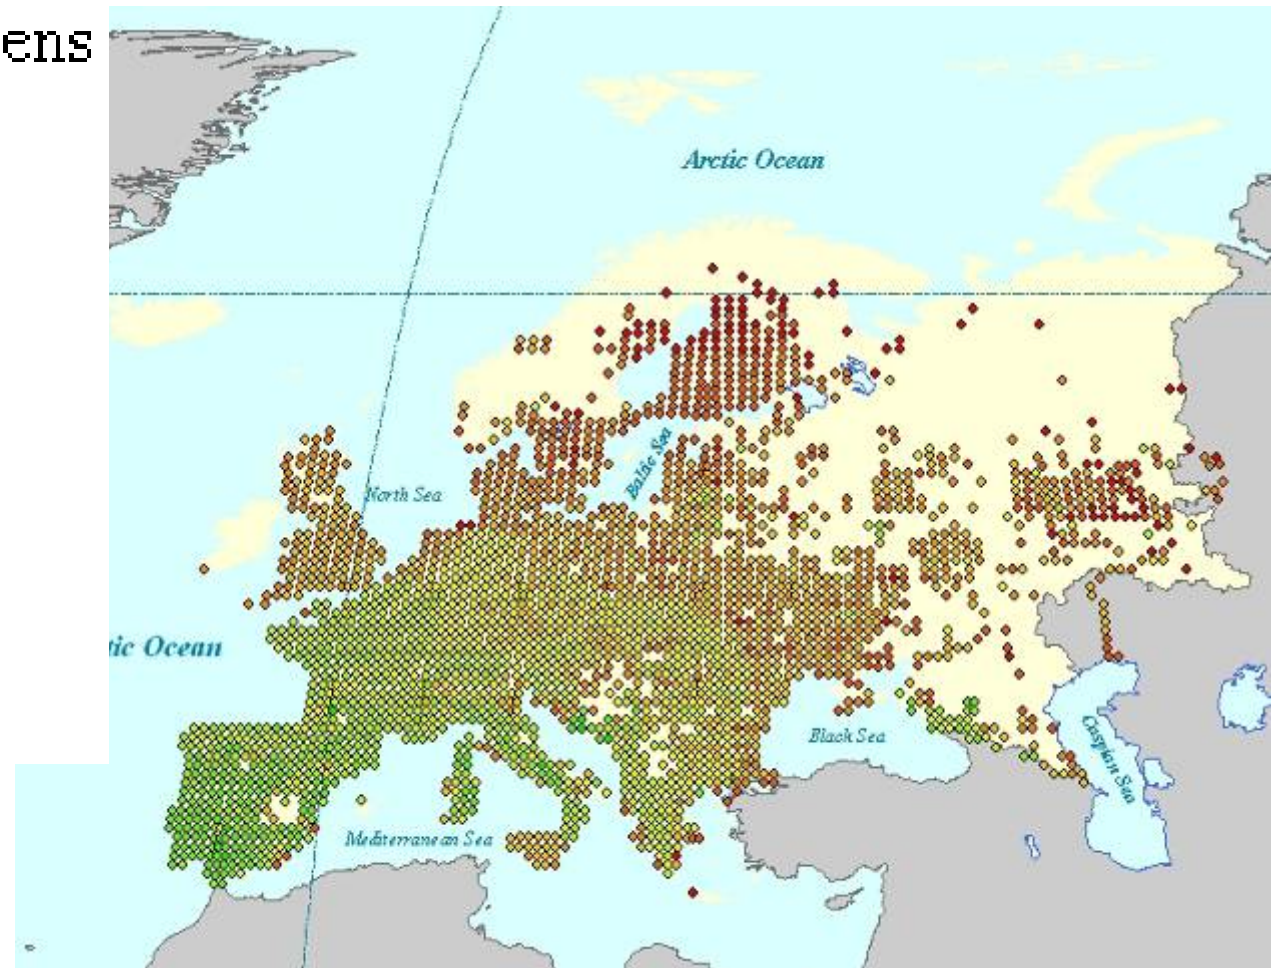 ens
Arctic Ocean
North Sea
Baltic Sea
tic Ocean
Black Sea
Caspian Sea
Mediterranean Sea